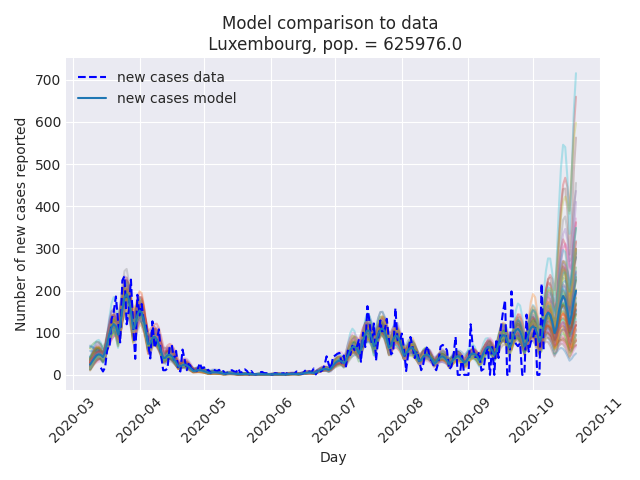 Model comparison to data
Luxembourg, pop. = 625976.0
new cases data
new cases model
Number of new cases reported
700
600
500
400
300
200
100
0
2020-03
2020-04
2020-05
2020-06
2020-07
2020-08
2020-09
2020-10
2020-11
Day